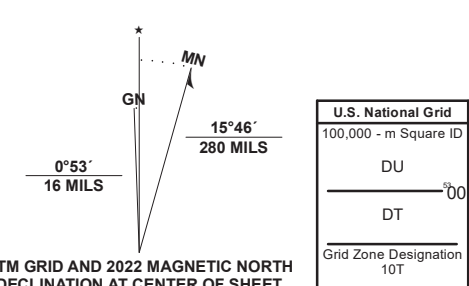 ★
MN
GN
15°46´
280 MILS
0°53´
16 MILS
TM GRID AND 2022 MAGNETIC NORTH
DECLINATION AT CENTER OF SHEET
U.S. National Grid
100,000 - m Square ID
DU
5300
DT
Grid Zone Designation
10T